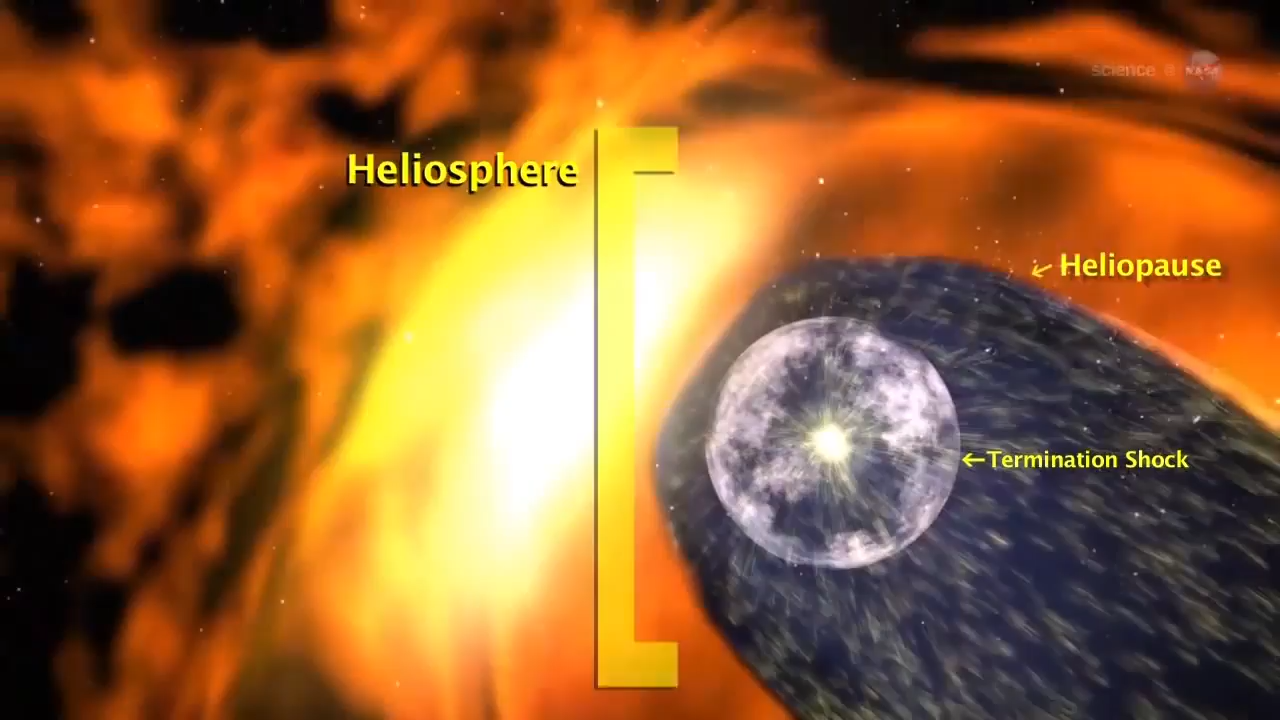 science @ NASA
Heliosphere
←Heliopause
←Termination Shock